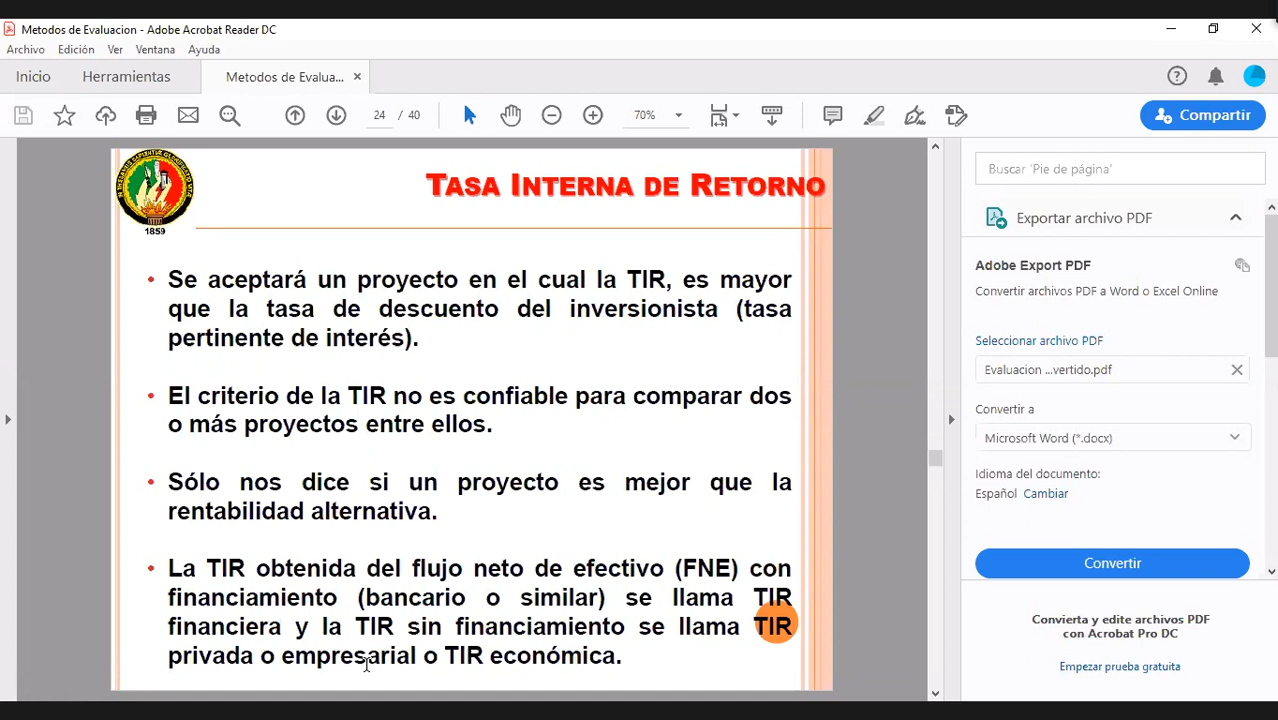 Metodos de Evaluacion - Adobe Acrobat Reader DC
Archivo Edición Ver Ventana Ayuda
Inicio Herramientas Metodos de Evalua... ×
24 / 40 70%
Compartir
TASA INTERNA DE RETORNO
1859
• Se aceptará un proyecto en el cual la TIR, es mayor
que la tasa de descuento del inversionista (tasa
pertinente de interés).
• El criterio de la TIR no es confiable para comparar dos
o más proyectos entre ellos.
• Sólo nos dice si un proyecto es mejor que la
rentabilidad alternativa.
• La TIR obtenida del flujo neto de efectivo (FNE) con
financiamiento (bancario o similar) se llama TIR
financiera y la TIR sin financiamiento se llama TIR
privada o empresarial o TIR económica.
Buscar 'Pie de página'
Exportar archivo PDF
Adobe Export PDF
Convertir archivos PDF a Word o Excel Online
Seleccionar archivo PDF
Evaluacion ...vertido.pdf ×
Convertir a
Microsoft Word (*.docx)
Idioma del documento:
Español Cambiar
Convertir
Convierta y edite archivos PDF
con Acrobat Pro DC
Empezar prueba gratuita